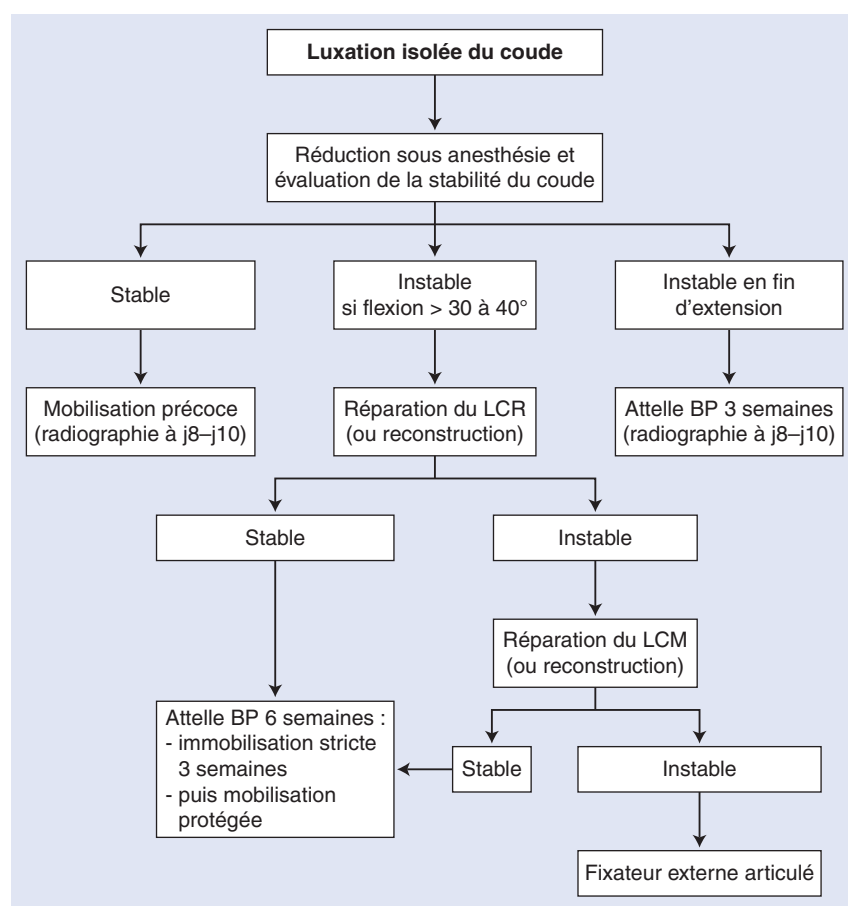 Luxation isolée du coude
Réduction sous anesthésie et
évaluation de la stabilité du coude
Stable
Instable
si flexion > 30 à 40°
Instable en fin
d'extension
Mobilisation précoce
(radiographie à j8–j10)
Réparation du LCR
(ou reconstruction)
Attelle BP 3 semaines
(radiographie à j8–j10)
Stable
Instable
Réparation du LCM
(ou reconstruction)
Attelle BP 6 semaines :
- immobilisation stricte
3 semaines
- puis mobilisation
protégée
Stable
Instable
Fixateur externe articulé